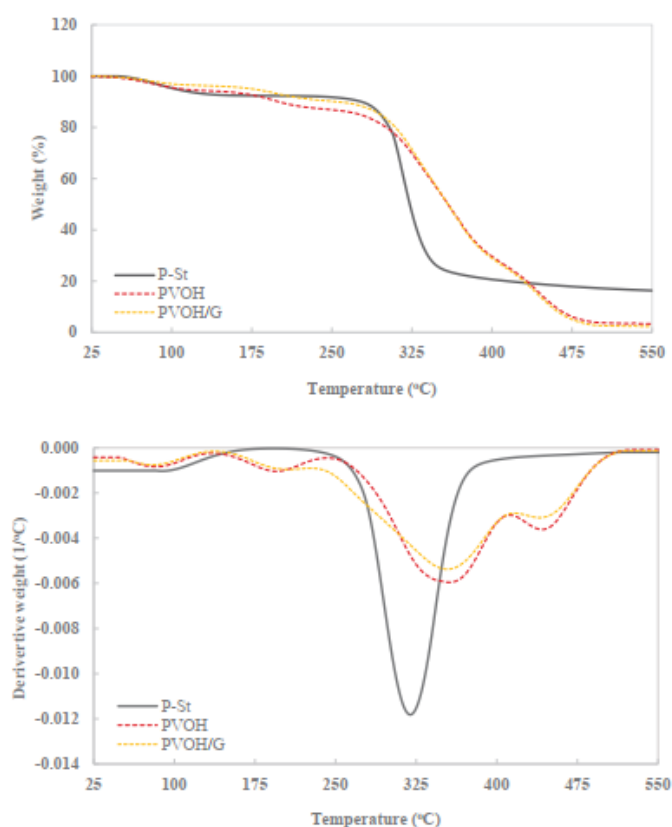 120
100
80
60
40
20
0
Weight (%)
P-St
PVOH
PVOH/G
25 100 175 250 325 400 475 550
Temperature (°C)
0.000
-0.002
-0.004
-0.006
-0.008
-0.010
-0.012
-0.014
Derivertive weight (1/°C)
P-St
PVOH
PVOH/G
25 100 175 250 325 400 475 550
Temperature (°C)